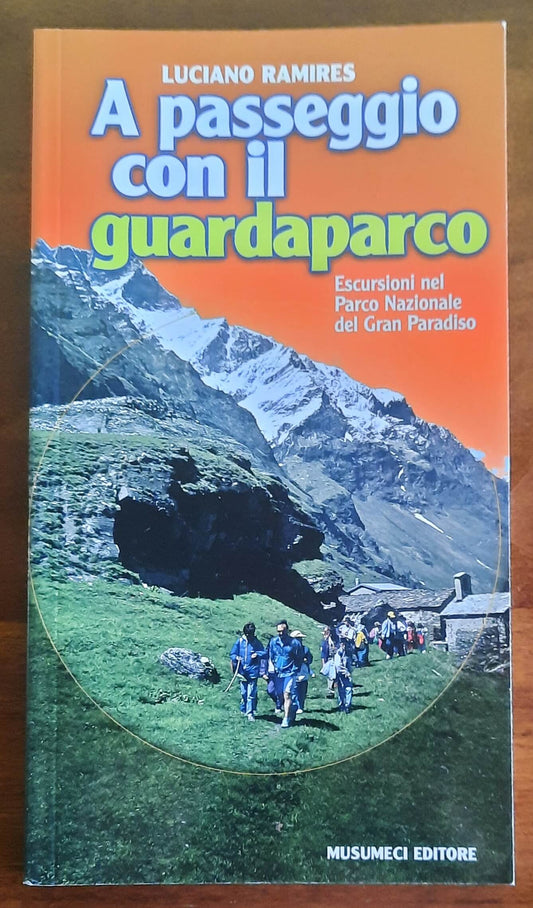 LUCIANO RAMIRES
A passeggio
con il
guardaparco
Escursioni nel
Parco Nazionale
del Gran Paradiso
MUSUMECI EDITORE